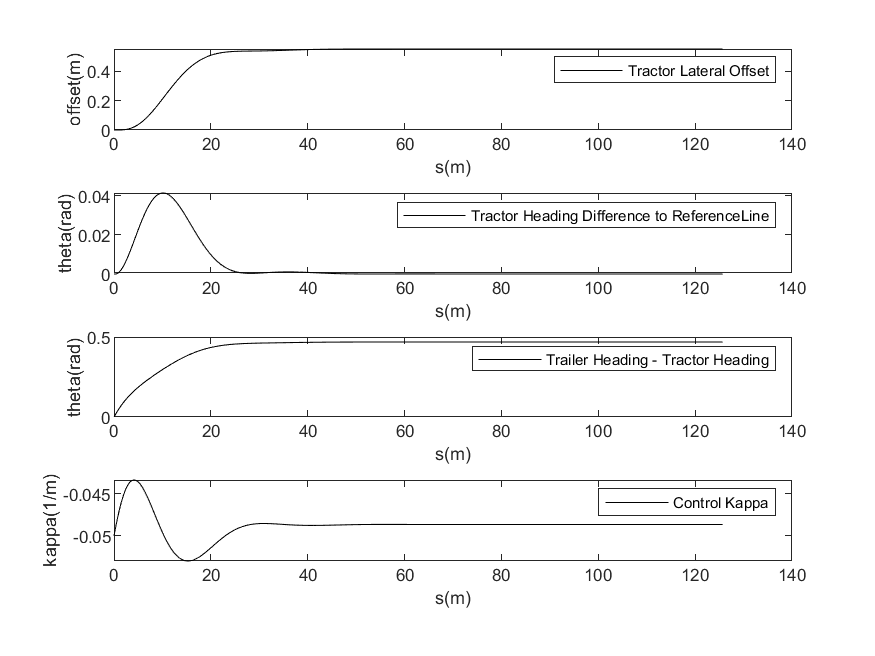 offset(m)
0.4
0.2
0
Tractor Lateral Offset
0 20 40 60 80 100 120 140
s(m)
theta(rad)
0.04
0.02
0
Tractor Heading Difference to ReferenceLine
0 20 40 60 80 100 120 140
s(m)
theta(rad)
0.5
0
Trailer Heading - Tractor Heading
0 20 40 60 80 100 120 140
s(m)
kappa(1/m)
-0.045
-0.05
Control Kappa
0 20 40 60 80 100 120 140
s(m)